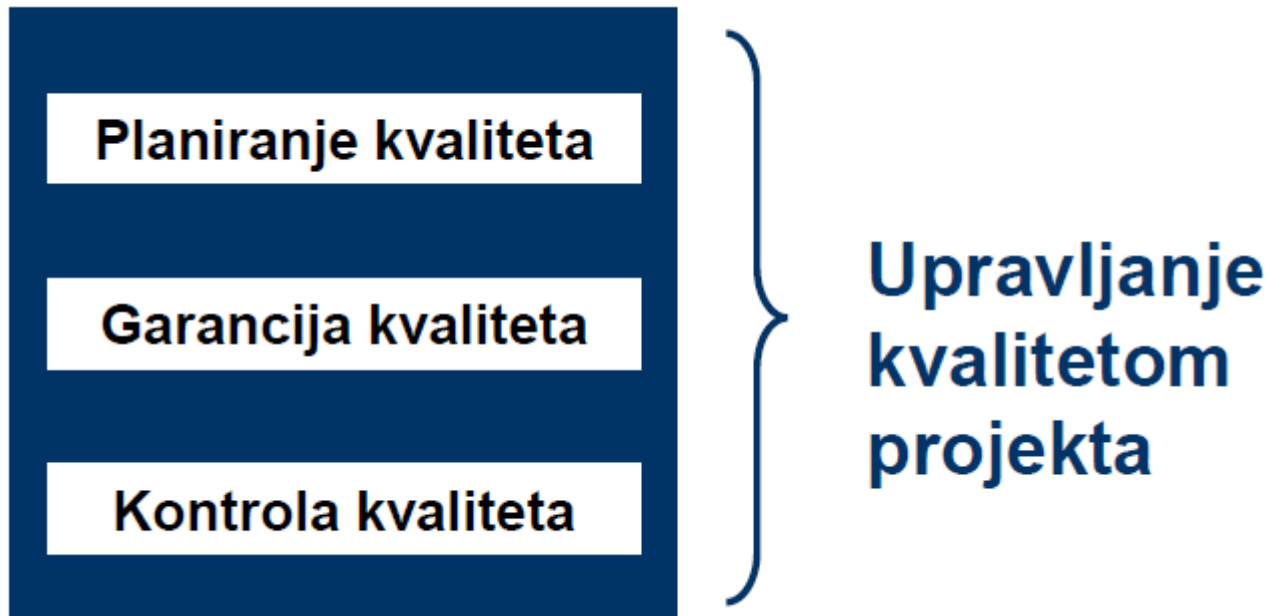 Planiranje kvaliteta
Garancija kvaliteta
Kontrola kvaliteta
Upravljanje
kvalitetom
projekta